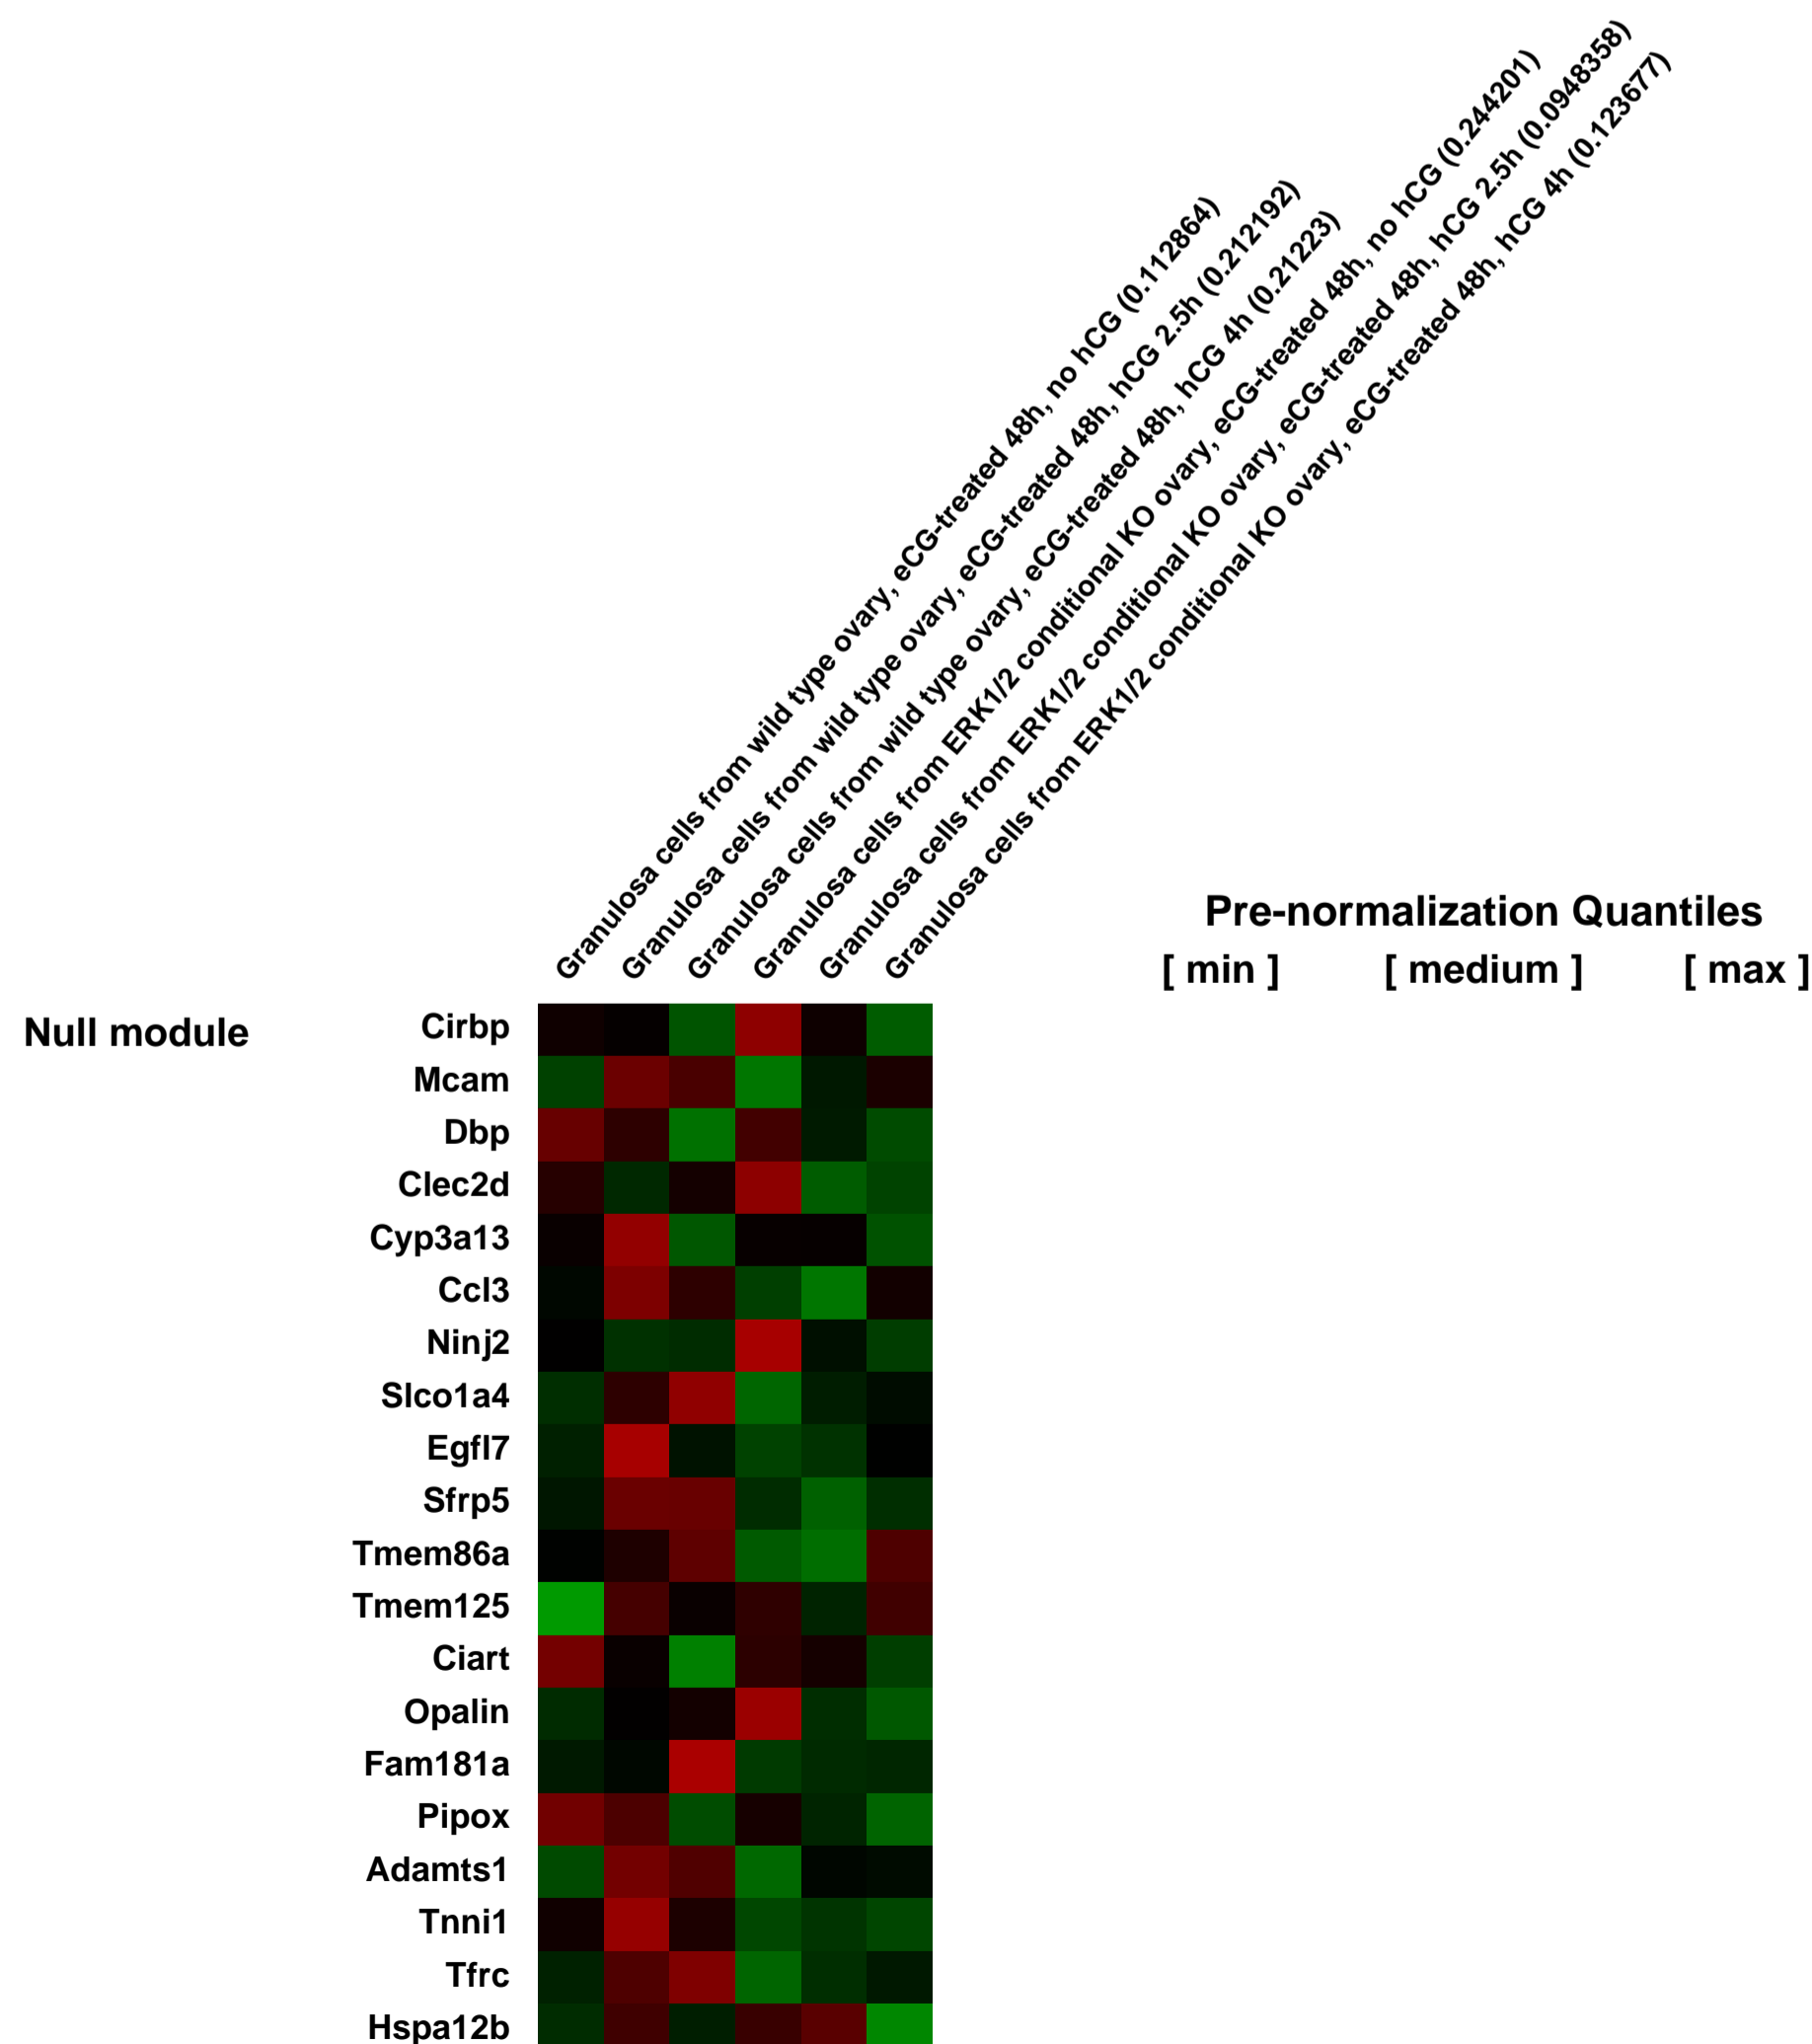 Granulosa cells from wild type ovary, eCG-treated 48h, no hCG (0.112864)
Granulosa cells from wild type ovary, eCG-treated 48h, hCG 2.5h (0.212192)
Granulosa cells from wild type ovary, eCG-treated 48h, hCG 4h (0.21223)
Granulosa cells from ERK1/2 conditional KO ovary, eCG-treated 48h, no hCG (0.244201)
Granulosa cells from ERK1/2 conditional KO ovary, eCG-treated 48h, hCG 2.5h (0.0948358)
Granulosa cells from ERK1/2 conditional KO ovary, eCG-treated 48h, hCG 4h (0.123677)
Pre-normalization Quantiles
[ min ] [ medium ] [ max ]
Null module
Cirbp
Mcam
Dbp
Clec2d
Cyp3a13
Ccl3
Ninj2
Slco1a4
Egfl7
Sfrp5
Tmem86a
Tmem125
Ciart
Opalin
Fam181a
Pipox
Adamts1
Tnni1
Tfrc
Hspa12b